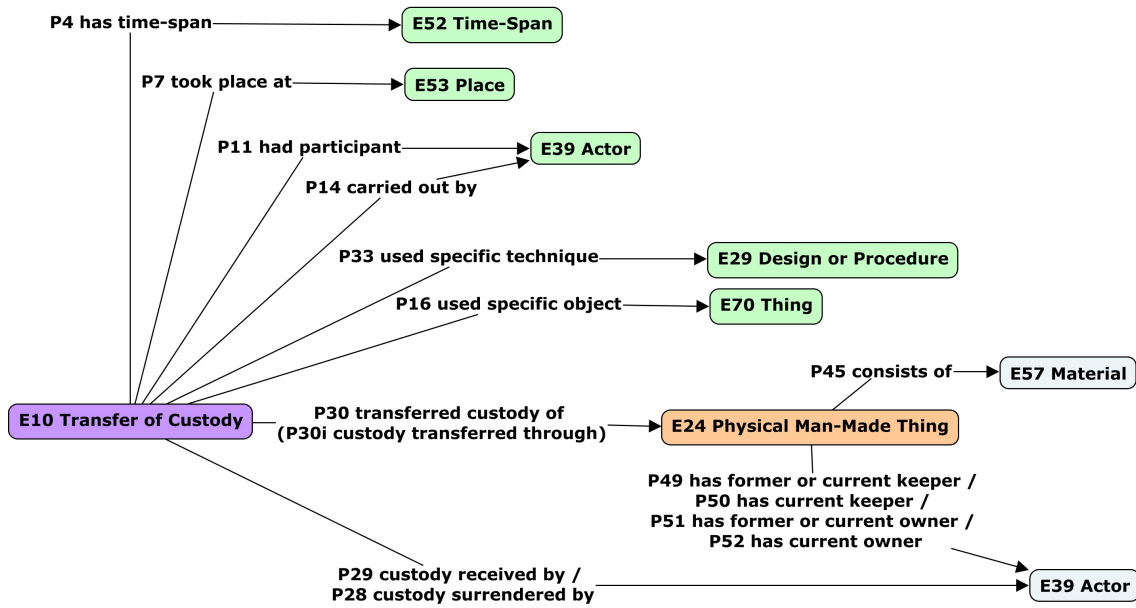 P4 has time-span
E52 Time-Span
P7 took place at
E53 Place
P11 had participant
E39 Actor
P14 carried out by
P33 used specific technique
E29 Design or Procedure
P16 used specific object
E70 Thing
P45 consists of
E57 Material
E10 Transfer of Custody
P30 transferred custody of
(P30i custody transferred through)
E24 Physical Man-Made Thing
P49 has former or current keeper /
P50 has current keeper /
P51 has former or current owner /
P52 has current owner
P29 custody received by /
P28 custody surrendered by
E39 Actor